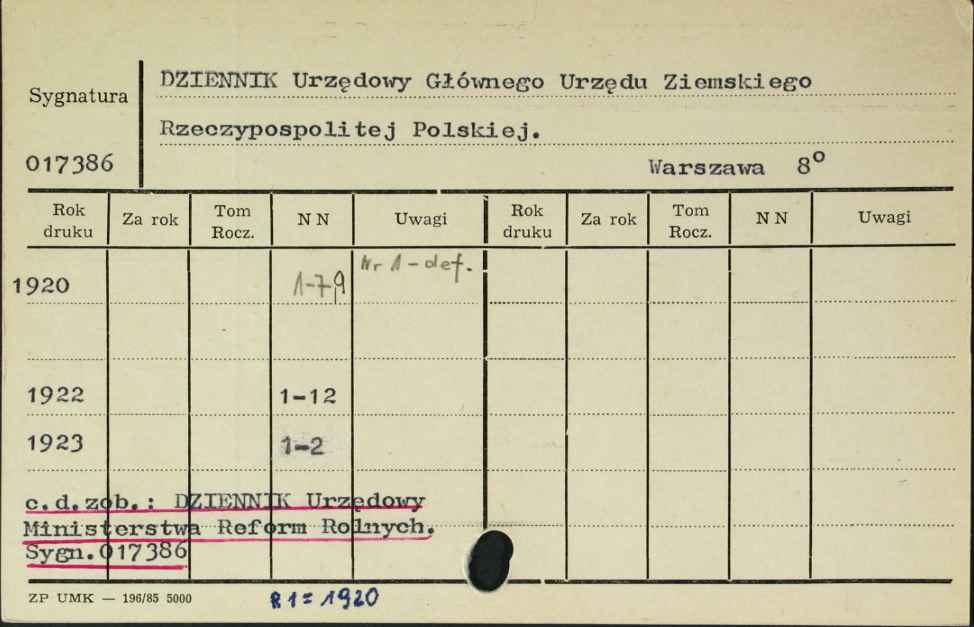 DZIENNIK Urzędowy Głównego Urzędu Ziemskiego
Sygnatura
Rzeczypospolitej Polskiej.
017386
Warszawa 8°
Rok druku Za rok Tom Rocz. N N Uwagi Rok druku Za rok Tom Rocz. N N Uwagi
Nr 1-def.
1920 1-7,9
1922 1-12
1923 1-2
c.d.zob.: DZIENNIK Urzędowy
Ministerstwa Reform Rolnych.
Sygn.017386
ZP UMK — 196/85 5000
R 1 = 1920